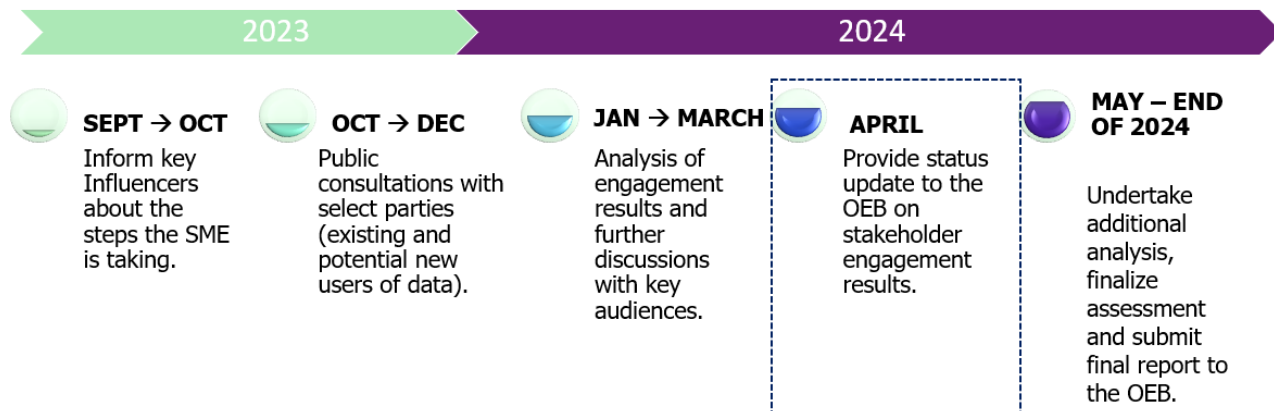 2023
2024
SEPT → OCT
Inform key
Influencers
about the
steps the SME
is taking.
OCT → DEC
Public
consultations with
select parties
(existing and
potential new
users of data).
JAN → MARCH
Analysis of
engagement
results and
further
discussions
with key
audiences.
APRIL
Provide status
update to the
OEB on
stakeholder
engagement
results.
MAY – END
OF 2024
Undertake
additional
analysis,
finalize
assessment
and submit
final report to
the OEB.